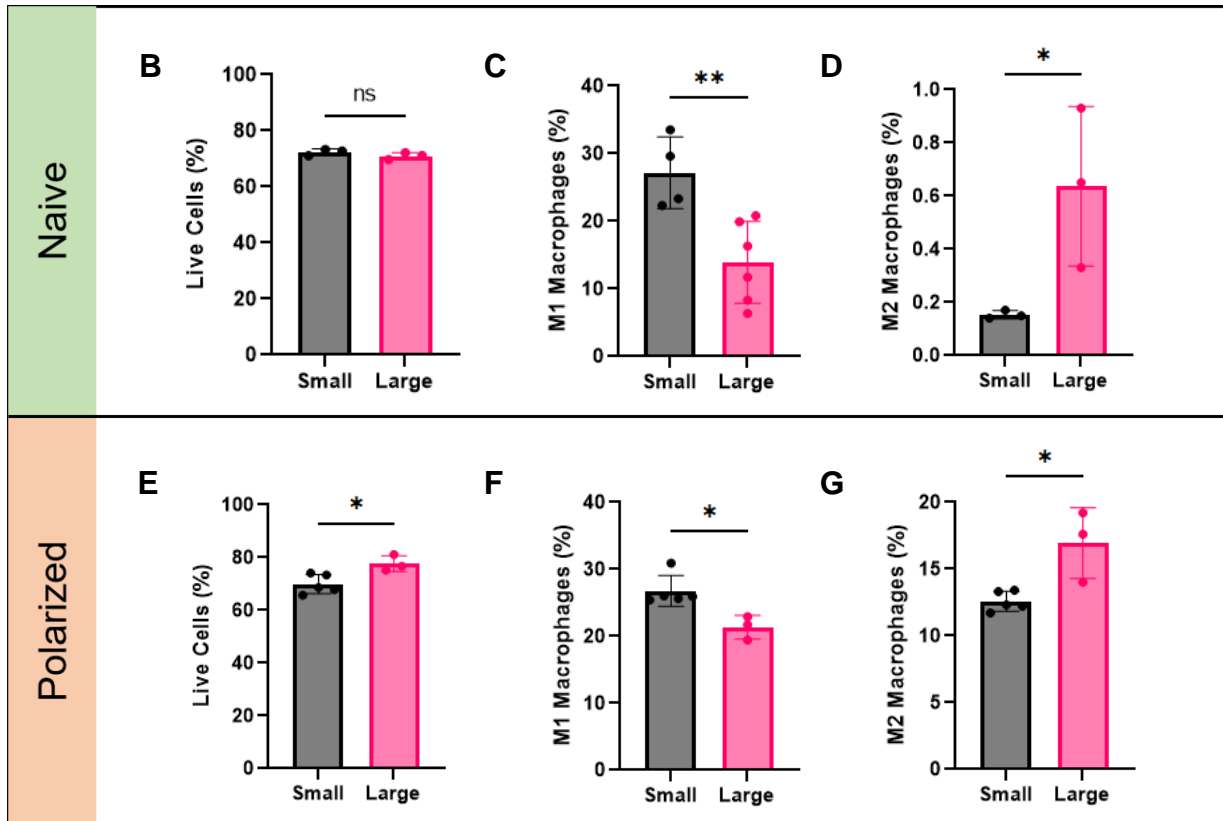 Naive
B
Live Cells (%)
100
80
60
40
20
0
ns
Small Large
C
M1 Macrophages (%)
40
30
20
10
0
**
Small Large
D
M2 Macrophages (%)
1.0
0.8
0.6
0.4
0.2
0.0
*
Small Large
Polarized
E
Live Cells (%)
100
80
60
40
20
0
*
Small Large
F
M1 Macrophages (%)
40
30
20
10
0
*
Small Large
G
M2 Macrophages (%)
20
15
10
5
0
*
Small Large